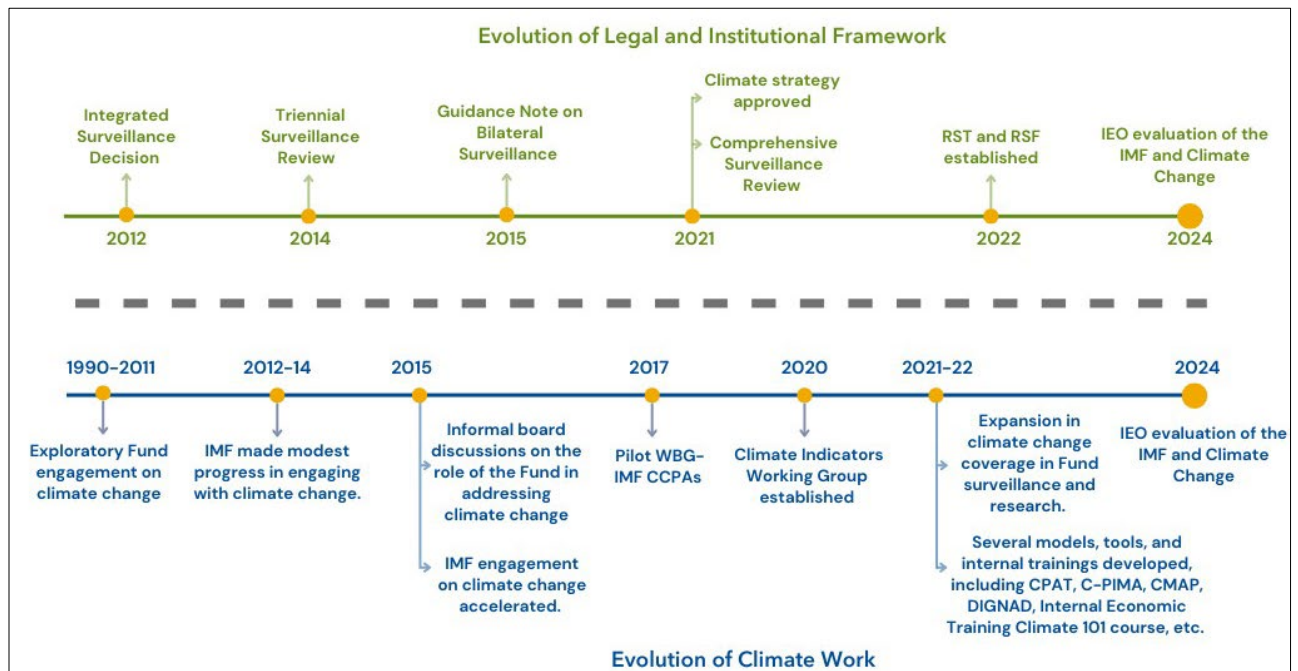 Evolution of Legal and Institutional Framework
Integrated
Surveillance
Decision
Triennial
Surveillance
Review
Guidance Note on
Bilateral
Surveillance
Climate strategy
approved
Comprehensive
Surveillance
Review
RST and RSF
established
IEO evaluation of the
IMF and Climate
Change
2012
2014
2015
2021
2022
2024
1990-2011
2012-14
2015
2017
2020
2021-22
2024
Exploratory Fund
engagement on
climate change
IMF made modest
progress in engaging
with climate change.
Informal board
discussions on the
role of the Fund in
addressing
climate change
IMF engagement
on climate change
accelerated.
Pilot WBG-
IMF CCPAs
Climate Indicators
Working Group
established
Expansion in
climate change
coverage in Fund
surveillance and
research.
Several models, tools, and
internal trainings developed,
including CPAT, C-PIMA, CMAP,
DIGNAD, Internal Economic
Training Climate 101 course, etc.
IEO evaluation of the
IMF and Climate
Change
Evolution of Climate Work